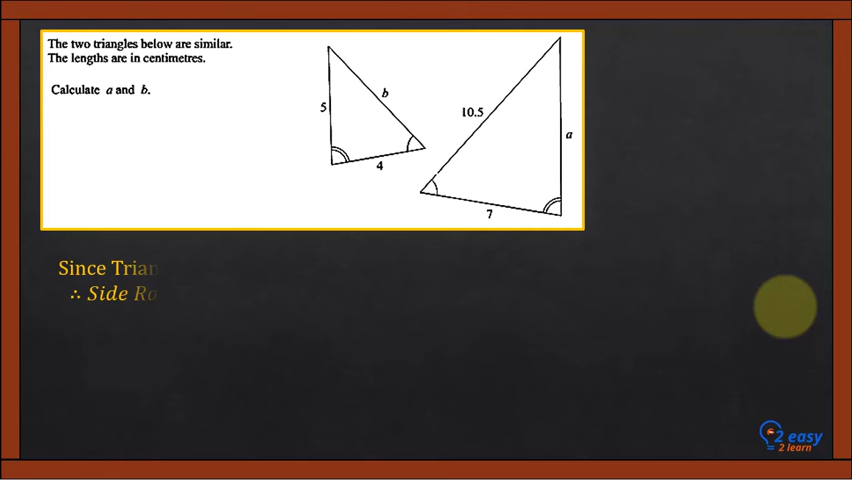 The two triangles below are similar.
The lengths are in centimetres.
Calculate a and b.
5
b
4
10.5
a
7
Since Trian
∴ Side Ra
2 easy
2 learn